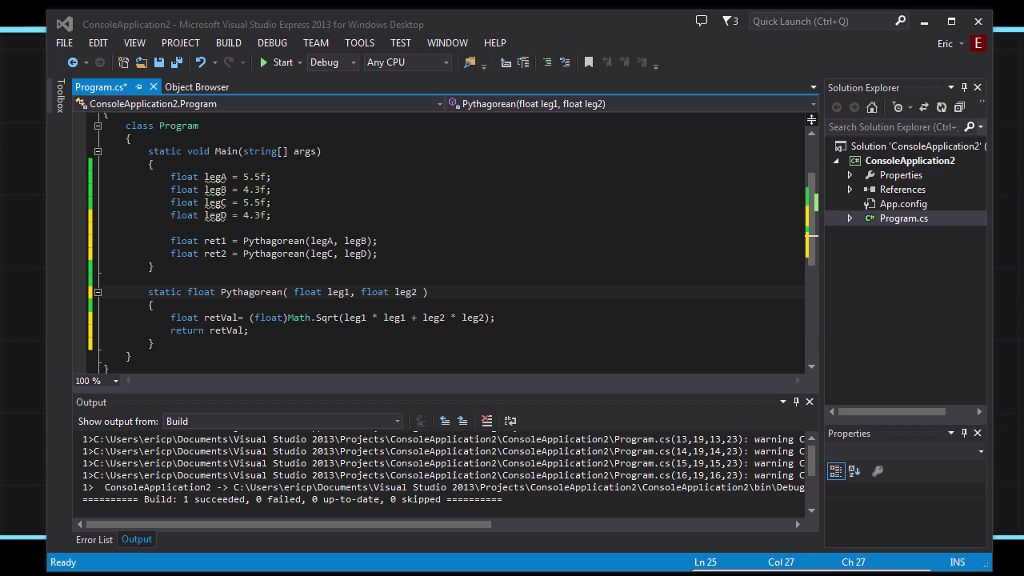 ConsoleApplication2 - Microsoft Visual Studio Express 2013 for Windows Desktop
3
Quick Launch (Ctrl+Q)
FILE EDIT VIEW PROJECT BUILD DEBUG TEAM TOOLS TEST WINDOW HELP
Eric E
Start Debug Any CPU
Toolbox
Program.cs* Object Browser
ConsoleApplication2.Program Pythagorean(float leg1, float leg2)
{
class Program
{
static void Main(string[] args)
{
float legA = 5.5f;
float legB = 4.3f;
float legC = 5.5f;
float legD = 4.3f;
float ret1 = Pythagorean(legA, legB);
float ret2 = Pythagorean(legC, legD);
}
static float Pythagorean( float leg1, float leg2 )
{
float retVal= (float)Math.Sqrt(leg1 * leg1 + leg2 * leg2);
return retVal;
}
}
}
100 %
Output
Show output from: Build
1>C:\Users\ericp\Documents\Visual Studio 2013\Projects\ConsoleApplication2\ConsoleApplication2\Program.cs(13,19,13,23): warning C
1>C:\Users\ericp\Documents\Visual Studio 2013\Projects\ConsoleApplication2\ConsoleApplication2\Program.cs(14,19,14,23): warning C
1>C:\Users\ericp\Documents\Visual Studio 2013\Projects\ConsoleApplication2\ConsoleApplication2\Program.cs(15,19,15,23): warning C
1>C:\Users\ericp\Documents\Visual Studio 2013\Projects\ConsoleApplication2\ConsoleApplication2\Program.cs(16,19,16,23): warning C
1> ConsoleApplication2 -> C:\Users\ericp\Documents\Visual Studio 2013\Projects\ConsoleApplication2\ConsoleApplication2\bin\Debug
========== Build: 1 succeeded, 0 failed, 0 up-to-date, 0 skipped ==========
Error List Output
Solution Explorer
Search Solution Explorer (Ctrl+;
Solution 'ConsoleApplication2' (
C# ConsoleApplication2
Properties
References
App.config
C# Program.cs
Properties
Ready Ln 25 Col 27 Ch 27 INS